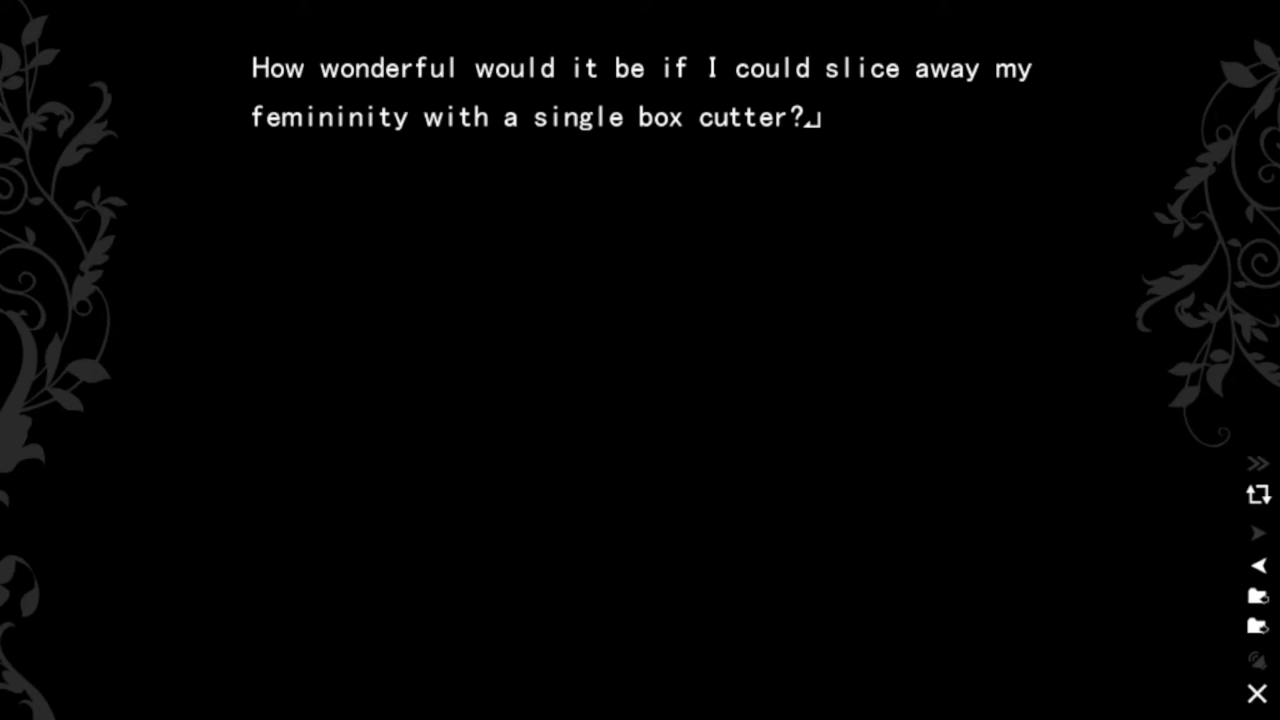 How wonderful would it be if I could slice away my
femininity with a single box cutter?